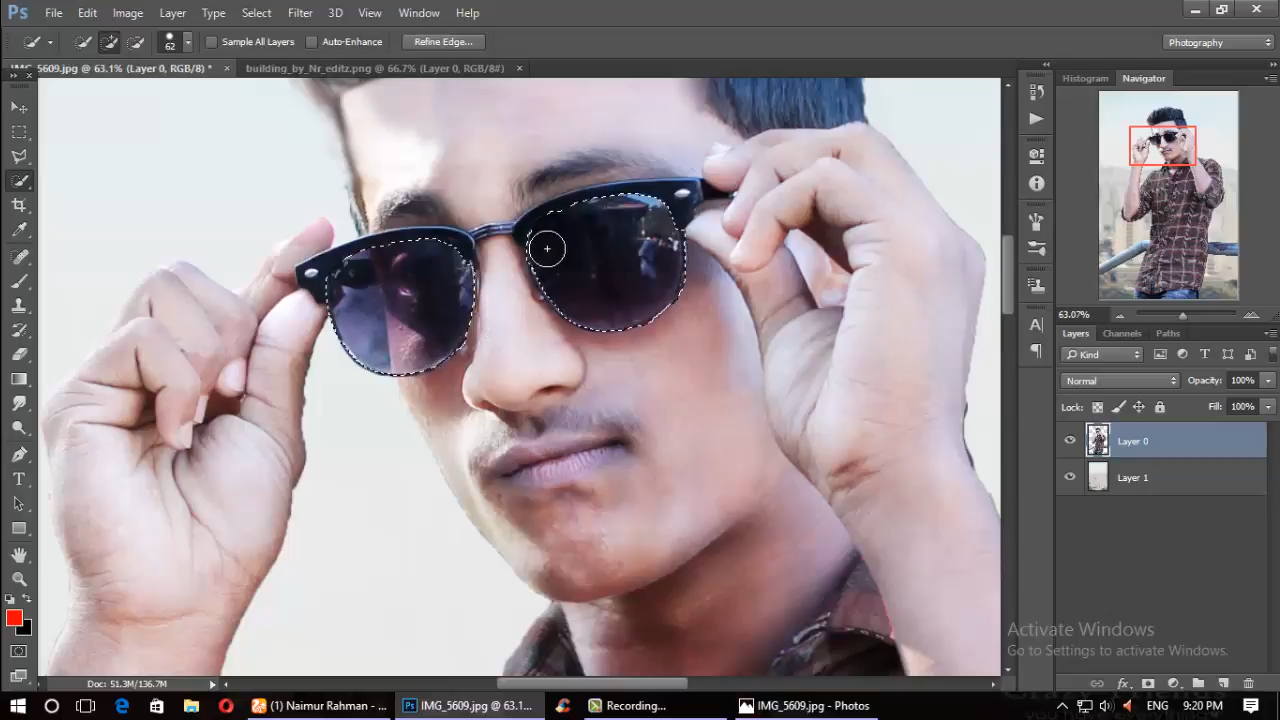 Ps File Edit Image Layer Type Select Filter 3D View Window Help
62 Sample All Layers Auto-Enhance Refine Edge... Photography
5609.jpg @ 63.1% (Layer 0, RGB/8) * × building_by_Nr_editz.png @ 66.7% (Layer 0, RGB/8#) ×
Histogram Navigator
63.07%
Layers Channels Paths
Kind
Normal Opacity: 100%
Lock: Fill: 100%
Layer 0
Layer 1
Activate Windows
Go to Settings to activate Windows.
Doc: 51.3M/136.7M
(1) Naimur Rahman - ... IMG_5609.jpg @ 63.1... Recording... IMG_5609.jpg - Photos ENG 9:20 PM